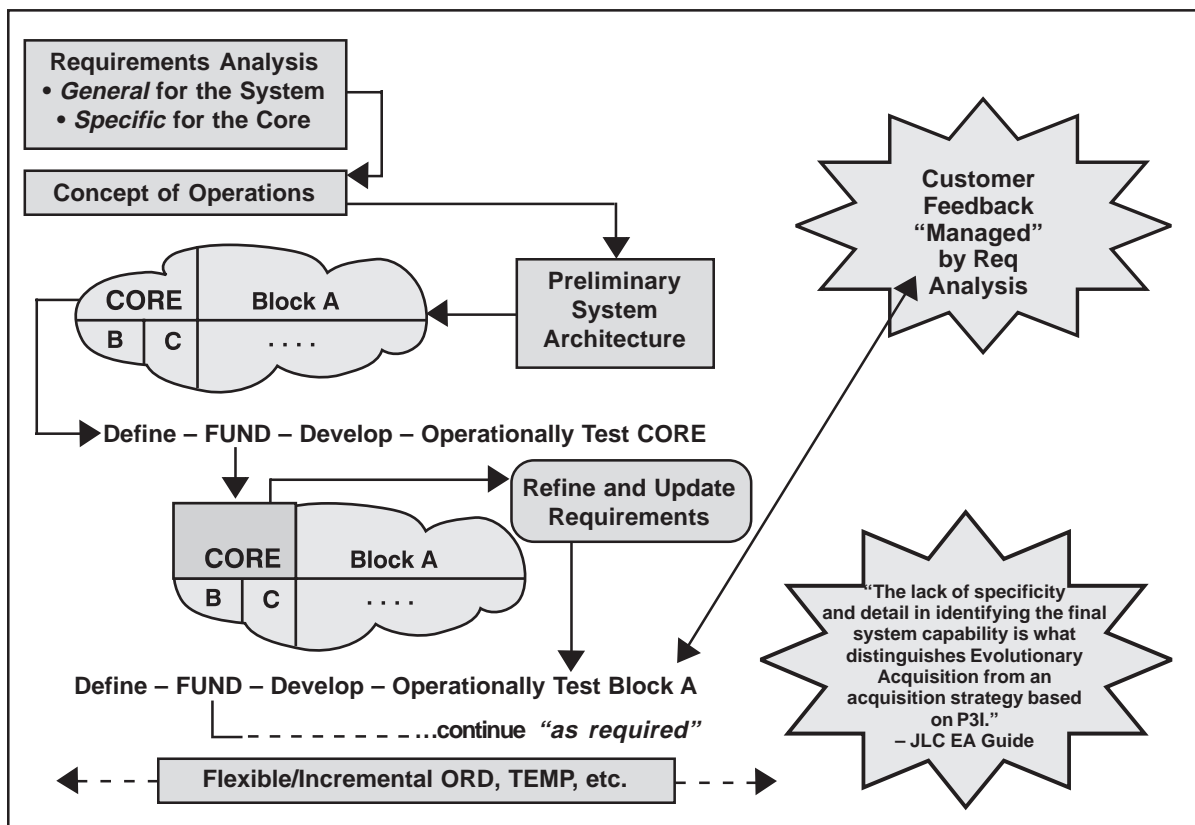 Requirements Analysis
• General for the System
• Specific for the Core
Concept of Operations
Customer
Feedback
“Managed”
by Req
Analysis
Preliminary
System
Architecture
CORE Block A
B C . . . .
Define – FUND – Develop – Operationally Test CORE
Refine and Update
Requirements
CORE Block A
B C . . . .
“The lack of specificity
and detail in identifying the final
system capability is what
distinguishes Evolutionary
Acquisition from an
acquisition strategy based
on P3I.”
– JLC EA Guide
Define – FUND – Develop – Operationally Test Block A
...continue “as required”
Flexible/Incremental ORD, TEMP, etc.